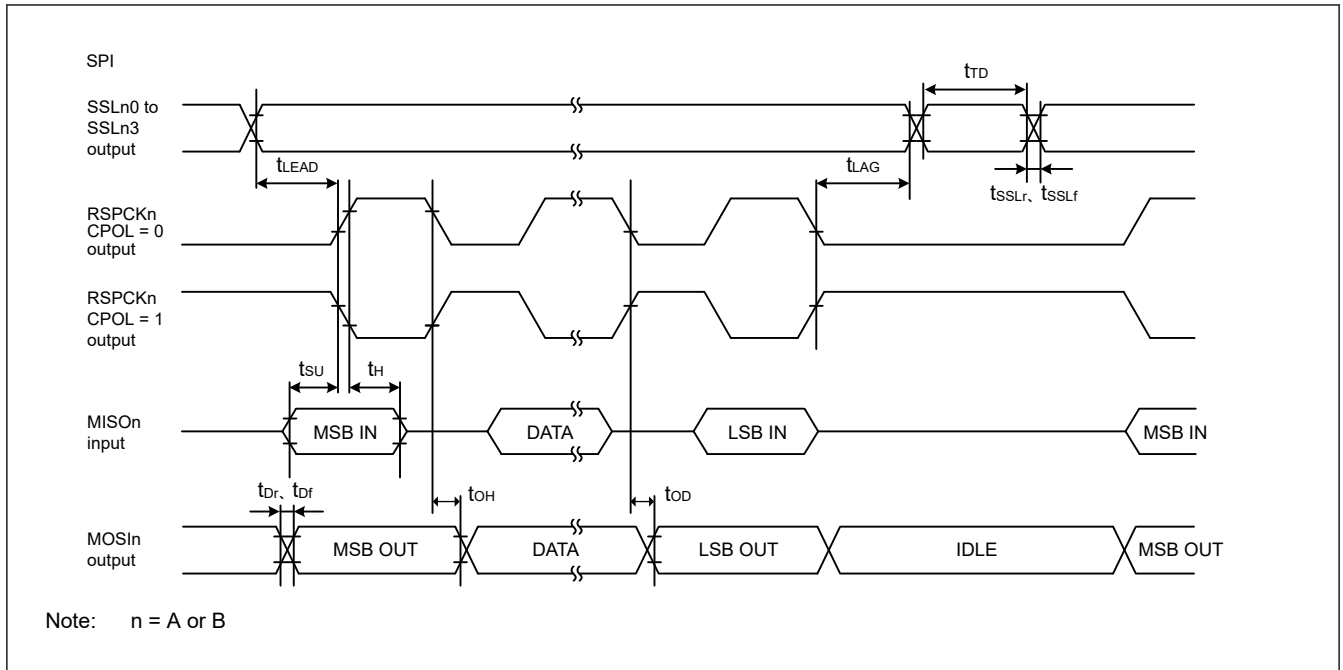 SPI
tTD
SSLn0 to
SSLn3
output
tLEAD
tLAG
tSSLr、tSSLf
RSPCKn
CPOL = 0
output
RSPCKn
CPOL = 1
output
tSU
tH
MISOn
input
MSB IN
DATA
LSB IN
MSB IN
tDr、tDf
tOH
tOD
MOSIn
output
MSB OUT
DATA
LSB OUT
IDLE
MSB OUT
Note: n = A or B